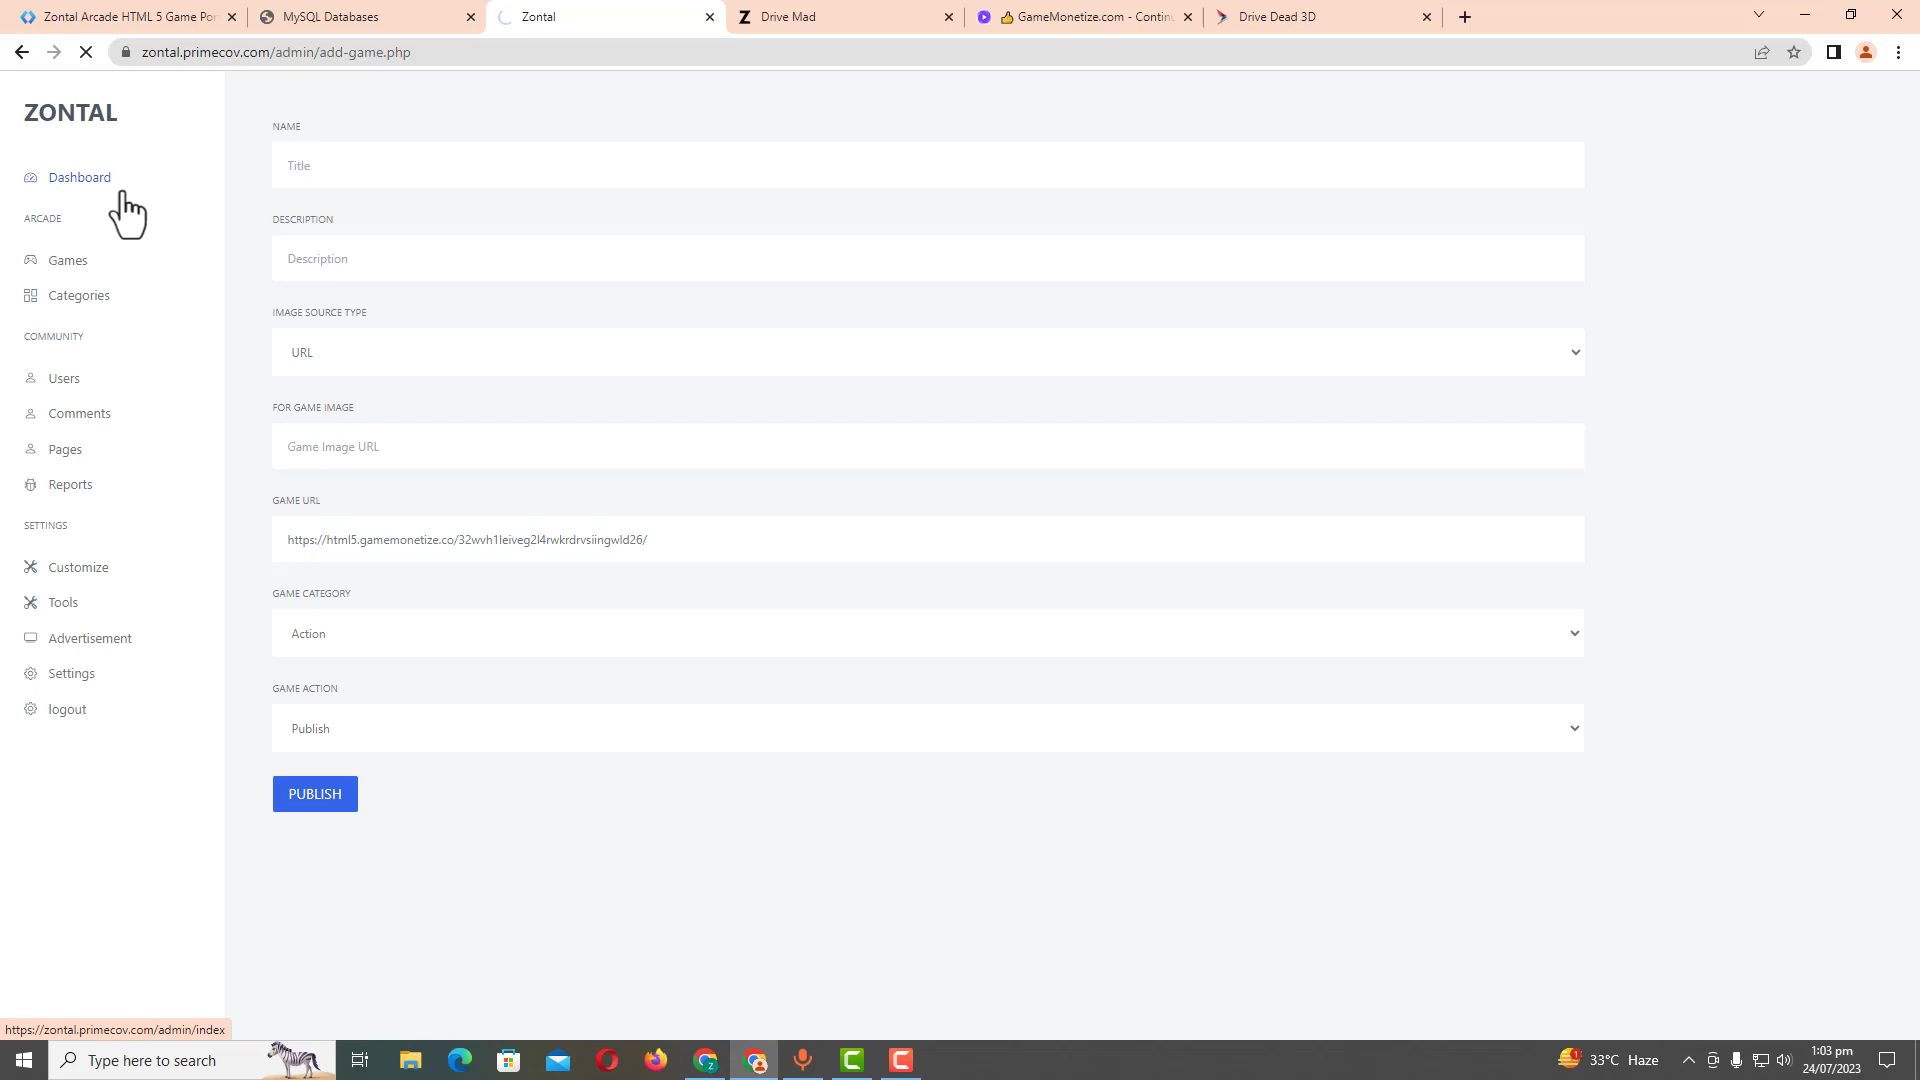 Zontal Arcade HTML 5 Game Por
MySQL Databases
Zontal
Drive Mad
👍 GameMonetize.com - Contin
Drive Dead 3D
zontal.primecov.com/admin/add-game.php
ZONTAL
Dashboard
ARCADE
Games
Categories
COMMUNITY
Users
Comments
Pages
Reports
SETTINGS
Customize
Tools
Advertisement
Settings
logout
NAME
Title
DESCRIPTION
Description
IMAGE SOURCE TYPE
URL
FOR GAME IMAGE
Game Image URL
GAME URL
https://html5.gamemonetize.co/32wvh1leiveg2l4rwkrdrvsiingwld26/
GAME CATEGORY
Action
GAME ACTION
Publish
PUBLISH
https://zontal.primecov.com/admin/index
Type here to search
33°C Haze
1:03 pm
24/07/2023